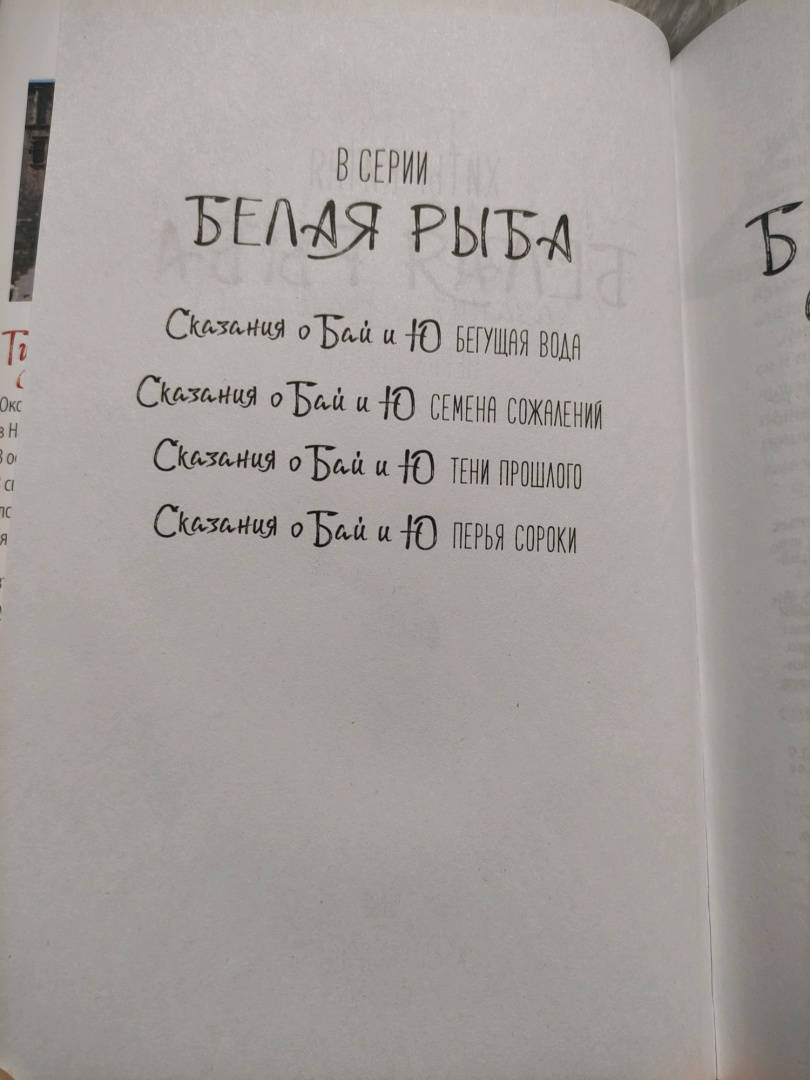 В СЕРИИ
БЕЛАЯ РЫБА
Сказания о Бай и Ю БЕГУЩАЯ ВОДА
Сказания о Бай и Ю СЕМЕНА СОЖАЛЕНИЙ
Сказания о Бай и Ю ТЕНИ ПРОШЛОГО
Сказания о Бай и Ю ПЕРЬЯ СОРОКИ